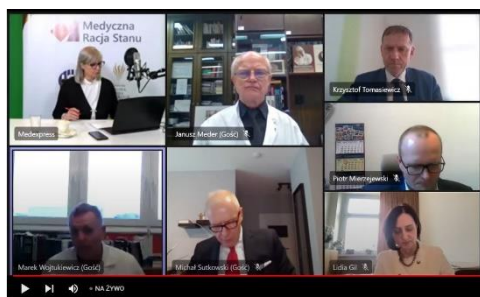 Medyczna
Racja Stanu
Medexpress
Janusz Meder (Gość)
Krzysztof Tomasiewicz
Piotr Mierzejewski
Marek Wojtukiewicz (Gość)
Michał Sutkowski (Gość)
Lidia Gil
NA ŻYWO